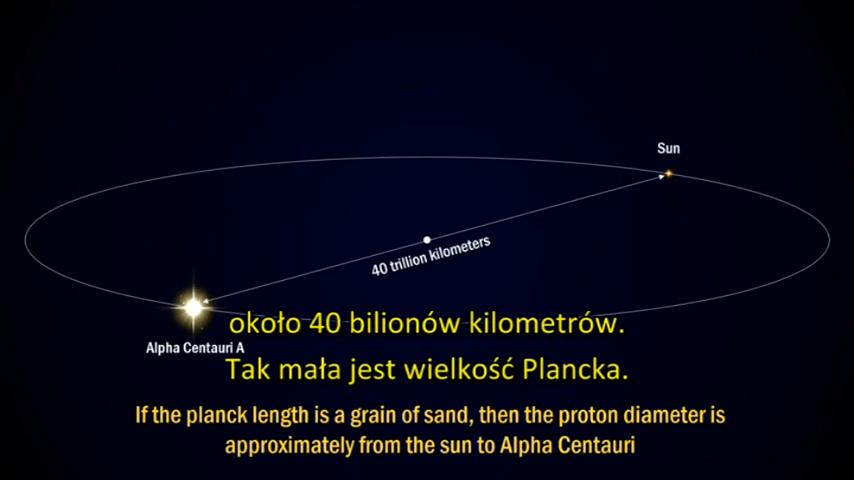 Sun
40 trillion kilometers
Alpha Centauri A
około 40 bilionów kilometrów.
Tak mała jest wielkość Plancka.
If the planck length is a grain of sand, then the proton diameter is
approximately from the sun to Alpha Centauri